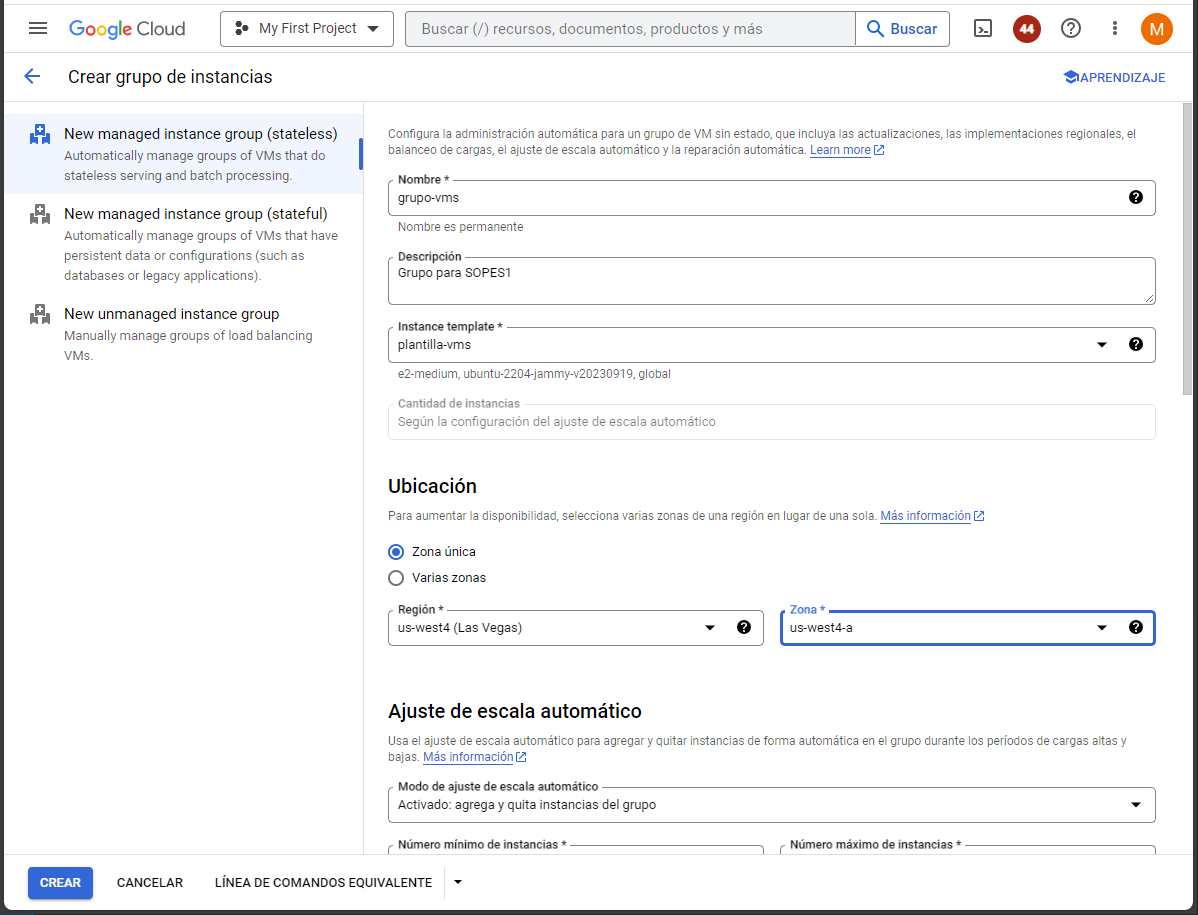 Google Cloud
My First Project
Buscar (/) recursos, documentos, productos y más
Buscar
44
M
Crear grupo de instancias
APRENDIZAJE
New managed instance group (stateless)
Automatically manage groups of VMs that do
stateless serving and batch processing.
New managed instance group (stateful)
Automatically manage groups of VMs that have
persistent data or configurations (such as
databases or legacy applications).
New unmanaged instance group
Manually manage groups of load balancing
VMs.
Configura la administración automática para un grupo de VM sin estado, que incluya las actualizaciones, las implementaciones regionales, el
balanceo de cargas, el ajuste de escala automático y la reparación automática. Learn more
Nombre *
grupo-vms
Nombre es permanente
Descripción
Grupo para SOPES1
Instance template *
plantilla-vms
e2-medium, ubuntu-2204-jammy-v20230919, global
Cantidad de instancias
Según la configuración del ajuste de escala automático
Ubicación
Para aumentar la disponibilidad, selecciona varias zonas de una región en lugar de una sola. Más información
Zona única
Varias zonas
Región *
us-west4 (Las Vegas)
Zona *
us-west4-a
Ajuste de escala automático
Usa el ajuste de escala automático para agregar y quitar instancias de forma automática en el grupo durante los períodos de cargas altas y
bajas. Más información
Modo de ajuste de escala automático
Activado: agrega y quita instancias del grupo
Número mínimo de instancias *
Número máximo de instancias *
CREAR
CANCELAR
LÍNEA DE COMANDOS EQUIVALENTE